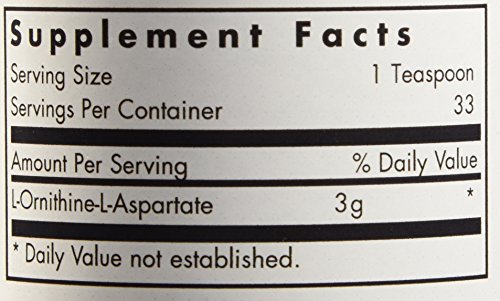 Supplement Facts
Serving Size 1 Teaspoon
Servings Per Container 33
Amount Per Serving % Daily Value
L-Ornithine-L-Aspartate 3g *
* Daily Value not established.